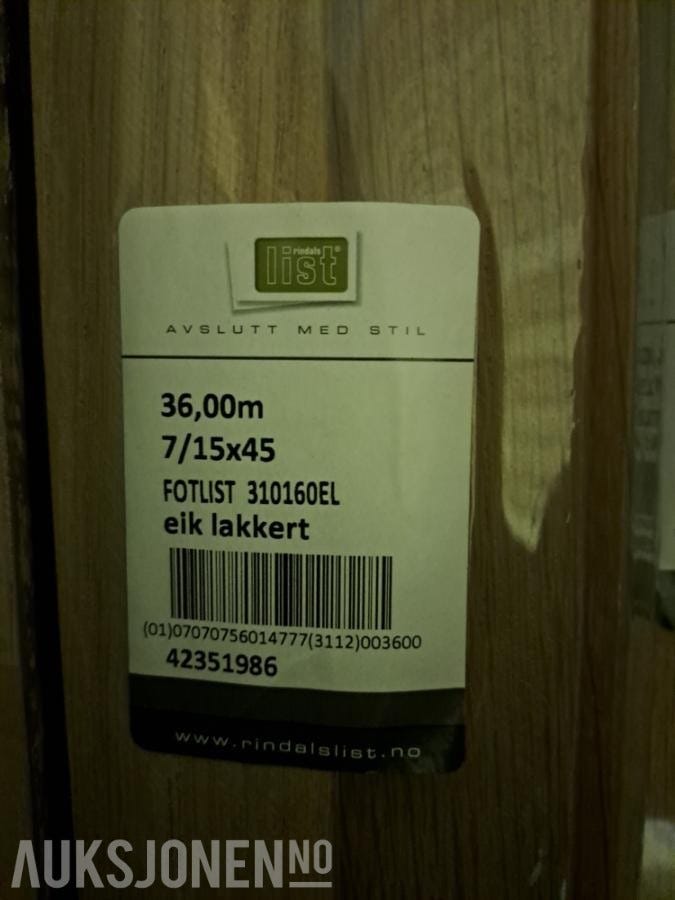 rindals
list®
AVSLUTT MED STIL
36,00m
7/15x45
FOTLIST 310160EL
eik lakkert
(01)07070756014777(3112)003600
42351986
www.rindalslist.no
AUKSJONEN.NO